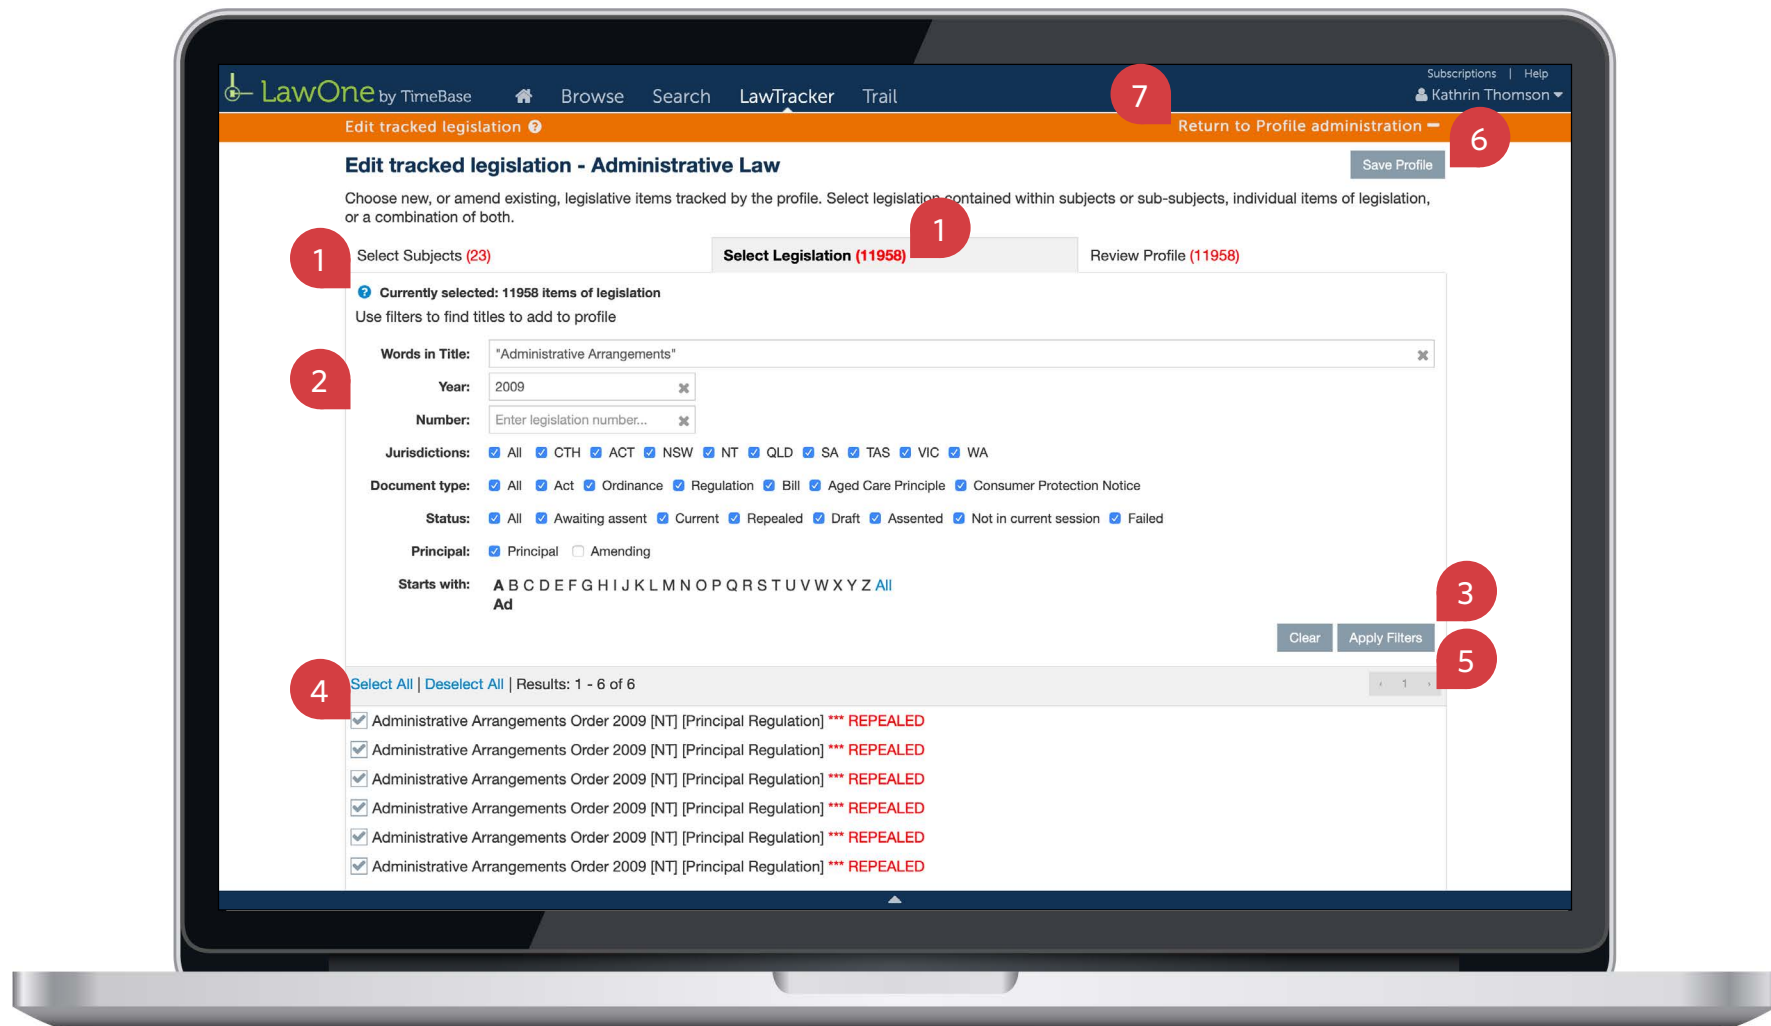 Subscriptions | Help
LawOne by TimeBase Browse Search LawTracker Trail 7 Kathrin Thomson
Edit tracked legislation ? Return to Profile administration 6
Edit tracked legislation - Administrative Law Save Profile
Choose new, or amend existing, legislative items tracked by the profile. Select legislation contained within subjects or sub-subjects, individual items of legislation,
or a combination of both.
1 Select Subjects (23) Select Legislation (11958) 1 Review Profile (11958)
? Currently selected: 11958 items of legislation
Use filters to find titles to add to profile
Words in Title: "Administrative Arrangements"
2 Year: 2009
Number: Enter legislation number...
Jurisdictions: All CTH ACT NSW NT QLD SA TAS VIC WA
Document type: All Act Ordinance Regulation Bill Aged Care Principle Consumer Protection Notice
Status: All Awaiting assent Current Repealed Draft Assented Not in current session Failed
Principal: Principal Amending
Starts with: A B C D E F G H I J K L M N O P Q R S T U V W X Y Z All
Ad 3
Clear Apply Filters
4 Select All | Deselect All | Results: 1 - 6 of 6 ‹ 1 › 5
Administrative Arrangements Order 2009 [NT] [Principal Regulation] *** REPEALED
Administrative Arrangements Order 2009 [NT] [Principal Regulation] *** REPEALED
Administrative Arrangements Order 2009 [NT] [Principal Regulation] *** REPEALED
Administrative Arrangements Order 2009 [NT] [Principal Regulation] *** REPEALED
Administrative Arrangements Order 2009 [NT] [Principal Regulation] *** REPEALED
Administrative Arrangements Order 2009 [NT] [Principal Regulation] *** REPEALED